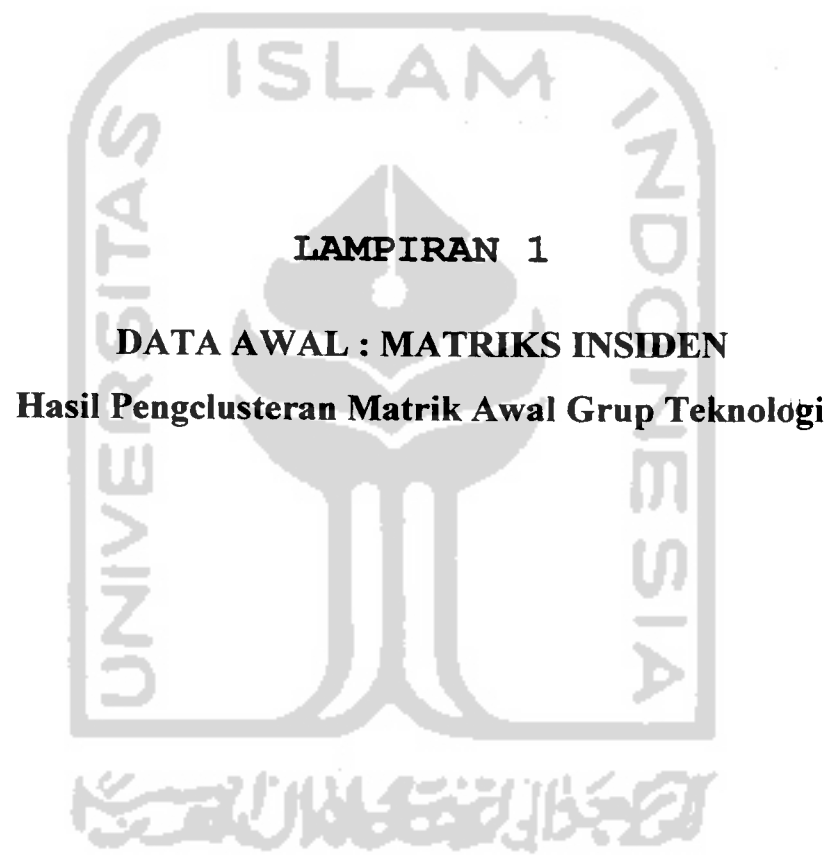 ISLAM
UNIVERSITAS
INDONESIA
LAMPIRAN 1
DATA AWAL : MATRIKS INSIDEN
Hasil Pengclusteran Matrik Awal Grup Teknologi